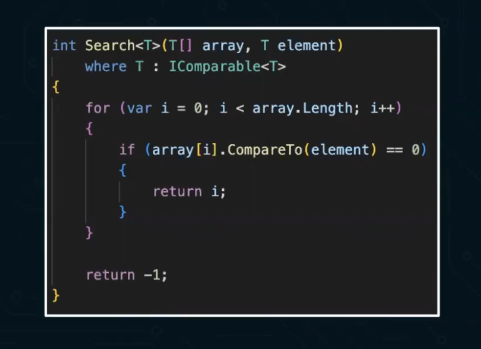 int Search<T>(T[] array, T element)
    where T : IComparable<T>
{
    for (var i = 0; i < array.Length; i++)
    {
        if (array[i].CompareTo(element) == 0)
        {
            return i;
        }
    }

    return -1;
}